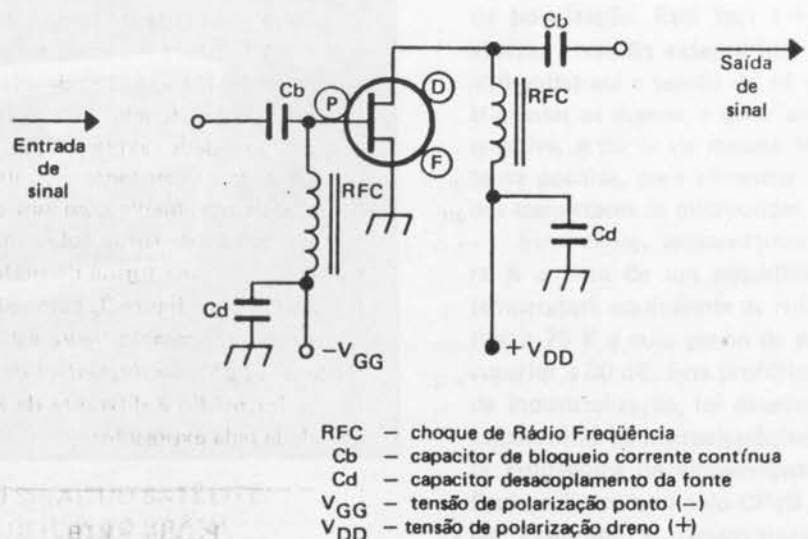 Cb
Saída
de
sinal
RFC
D
Cb
P
Entrada
de
sinal
F
RFC
Cd
Cd
-VGG
+VDD
RFC – choque de Rádio Freqüência
Cb – capacitor de bloqueio corrente contínua
Cd – capacitor desacoplamento da fonte
VGG – tensão de polarização ponto (-)
VDD – tensão de polarização dreno (+)